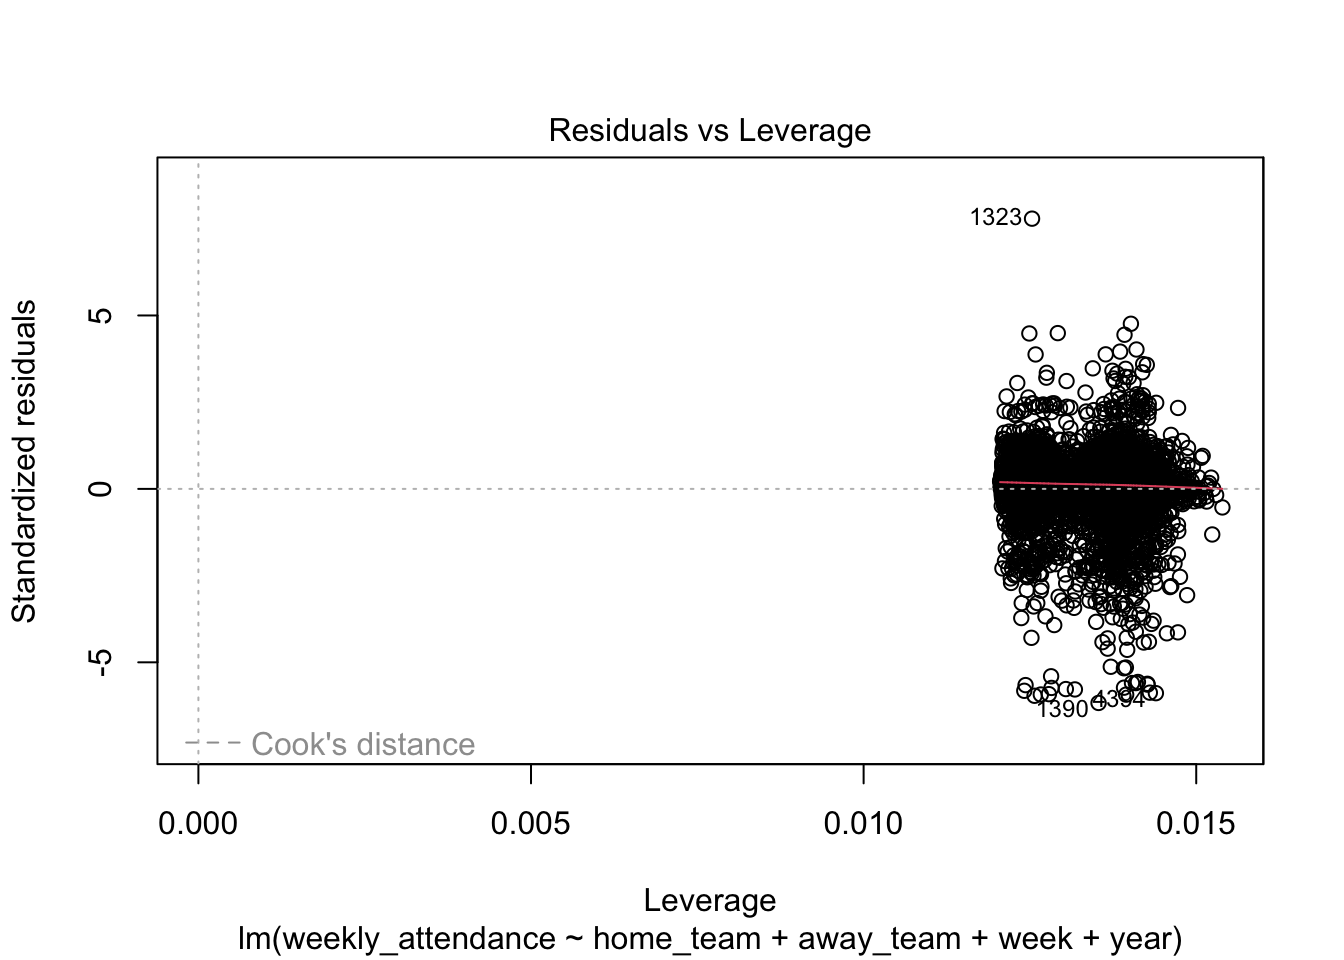 Residuals vs Leverage
1323
5
0
-5
Standardized residuals
1390
4394
Cook's distance
0.000
0.005
0.010
0.015
Leverage
lm(weekly_attendance ~ home_team + away_team + week + year)